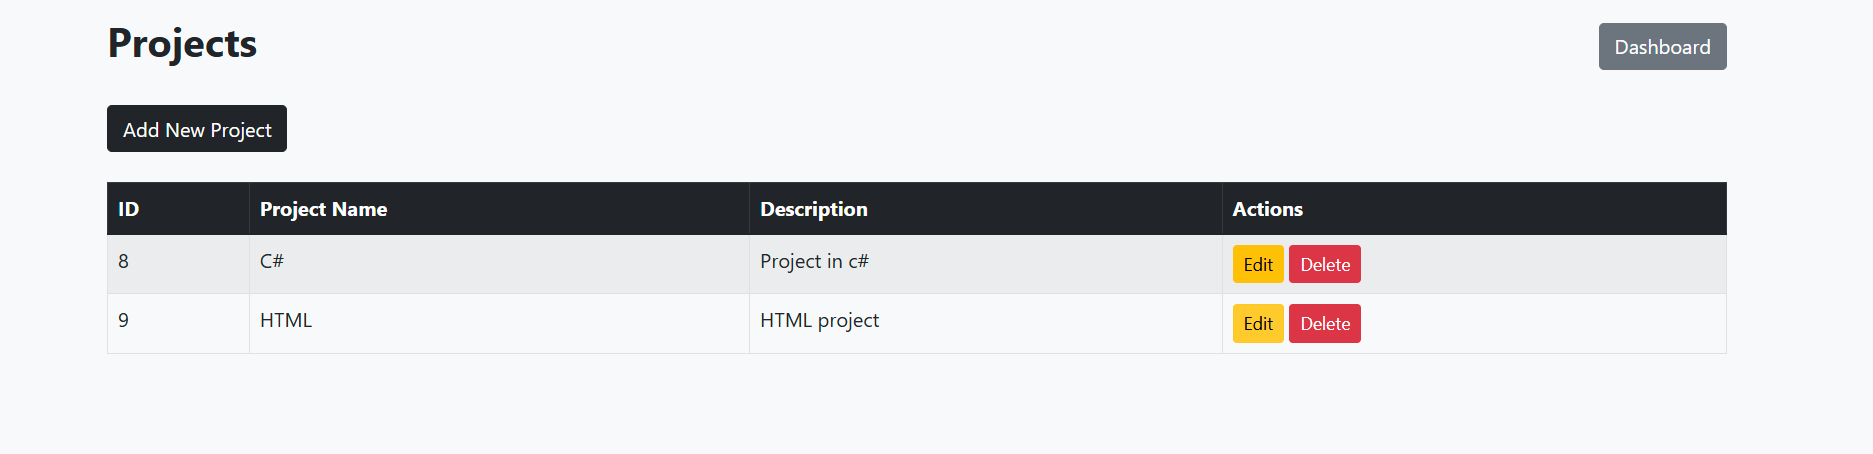 Projects
Dashboard
Add New Project
ID Project Name Description Actions
8 C# Project in c# Edit Delete
9 HTML HTML project Edit Delete